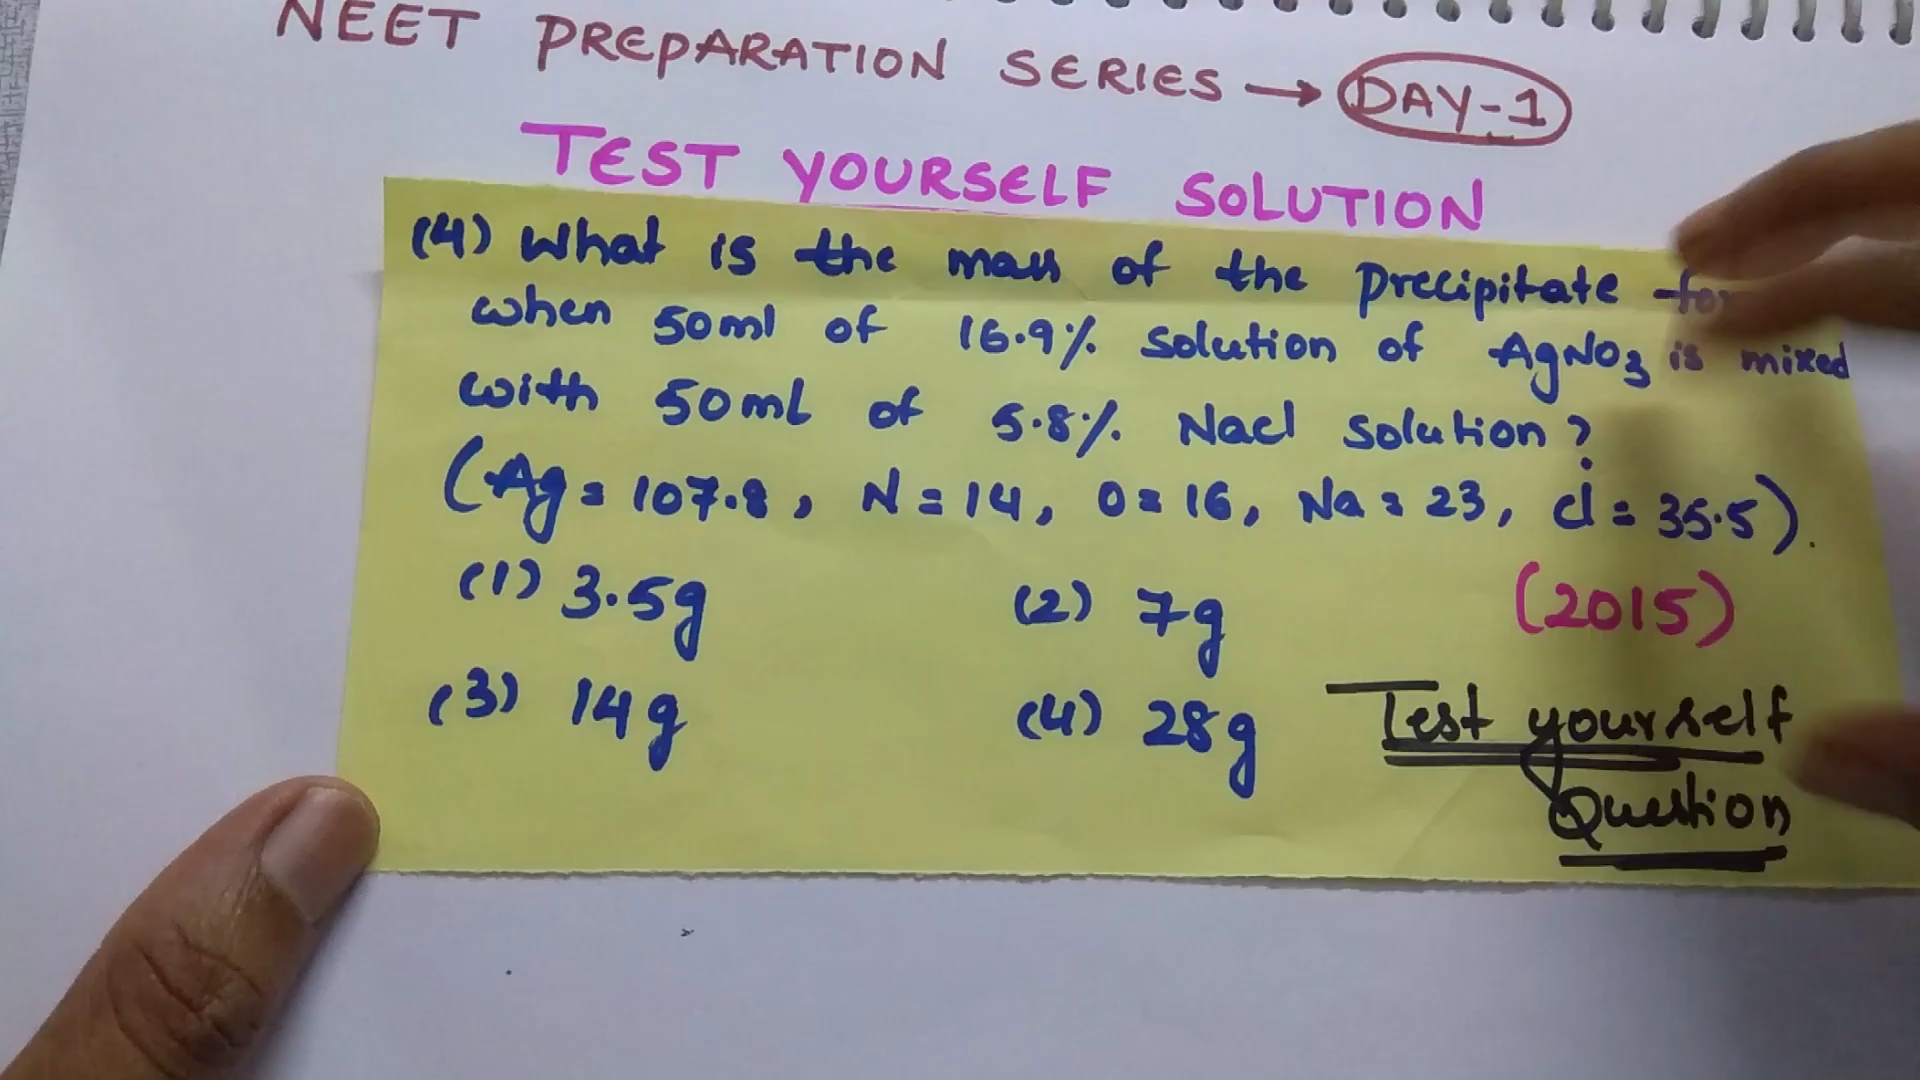 NEET PREPARATION SERIES → DAY-1
TEST YOURSELF SOLUTION
(4) What is the mass of the precipitate
when 50ml of 16.9% solution of AgNO3 is mixed
with 50ml of 5.8% Nacl solution?
(Ag = 107.8, N = 14, O = 16, Na = 23, Cl = 35.5).
(1) 3.5g (2) 7g (2015)
(3) 14g (4) 28g Test yourself
Question